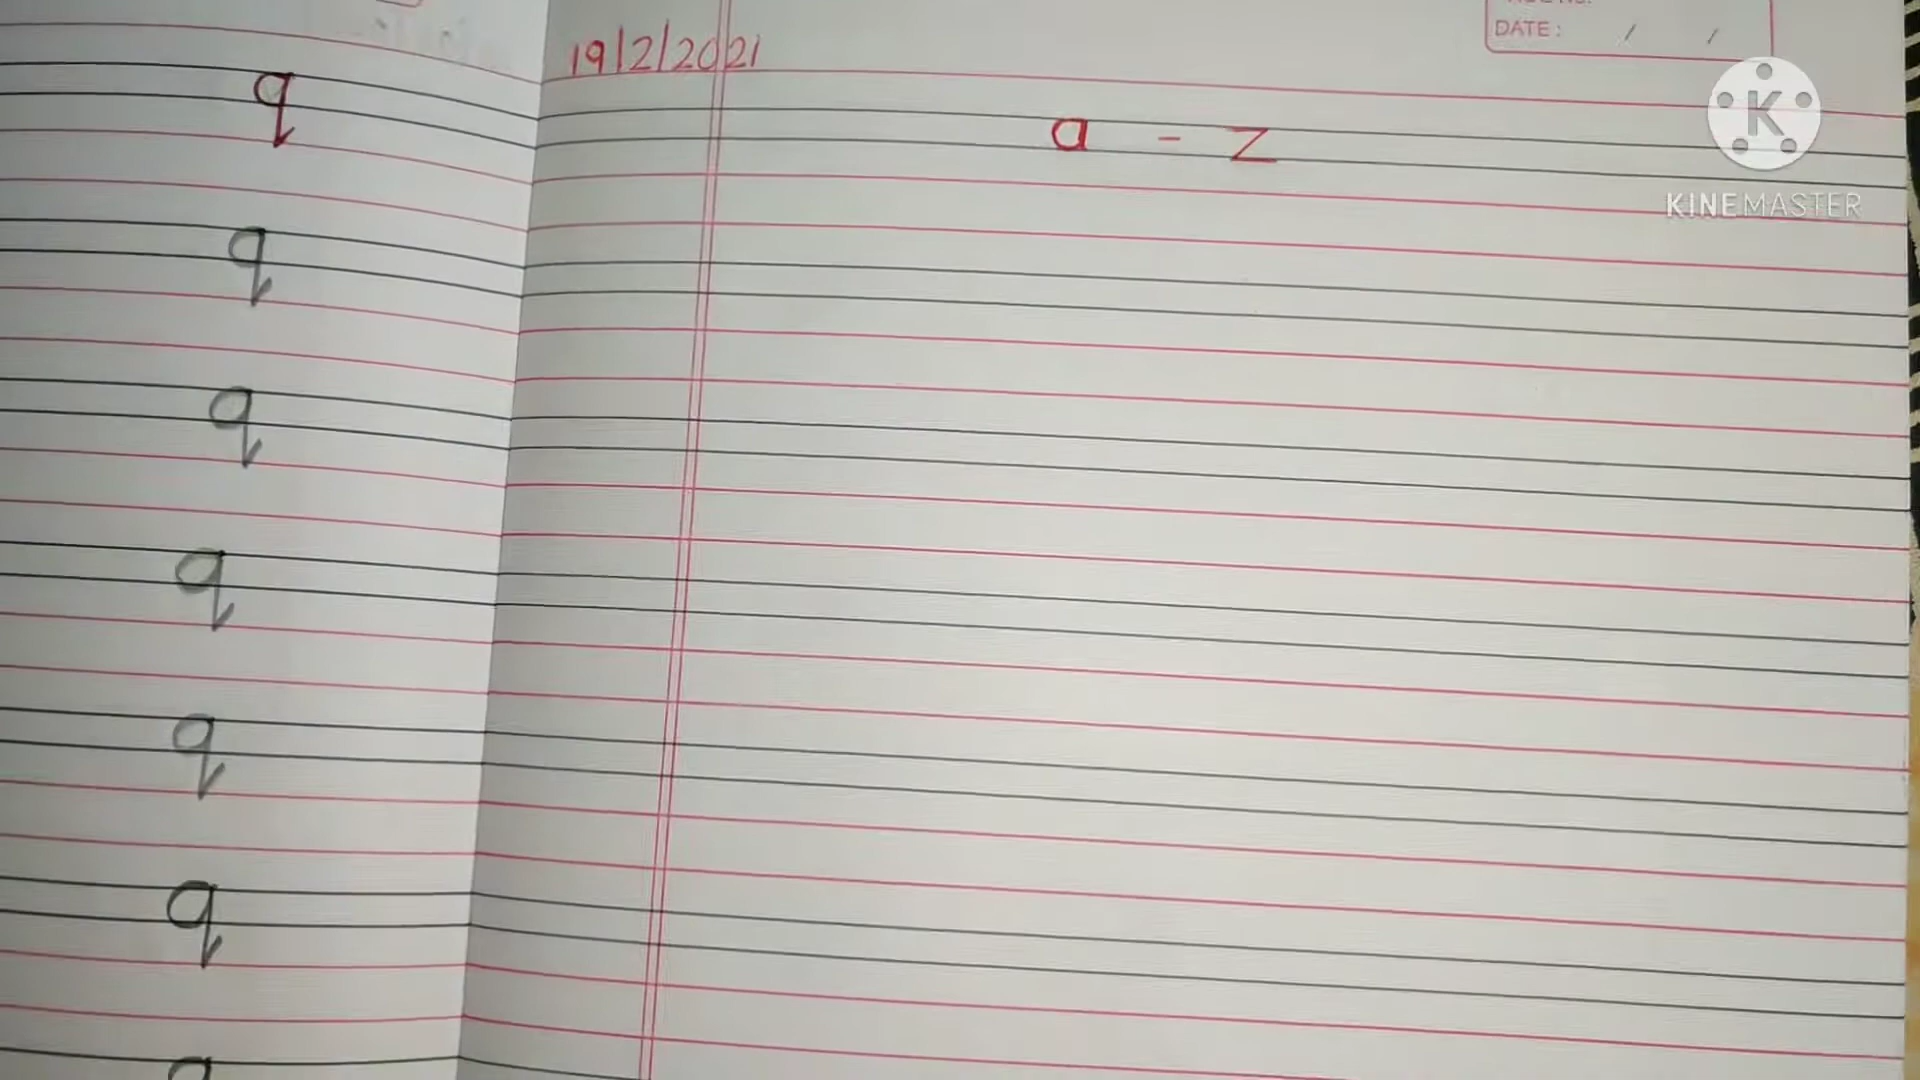 q
q
q
q
q
q
19/2/2021
DATE: / /
a - z
KINEMASTER